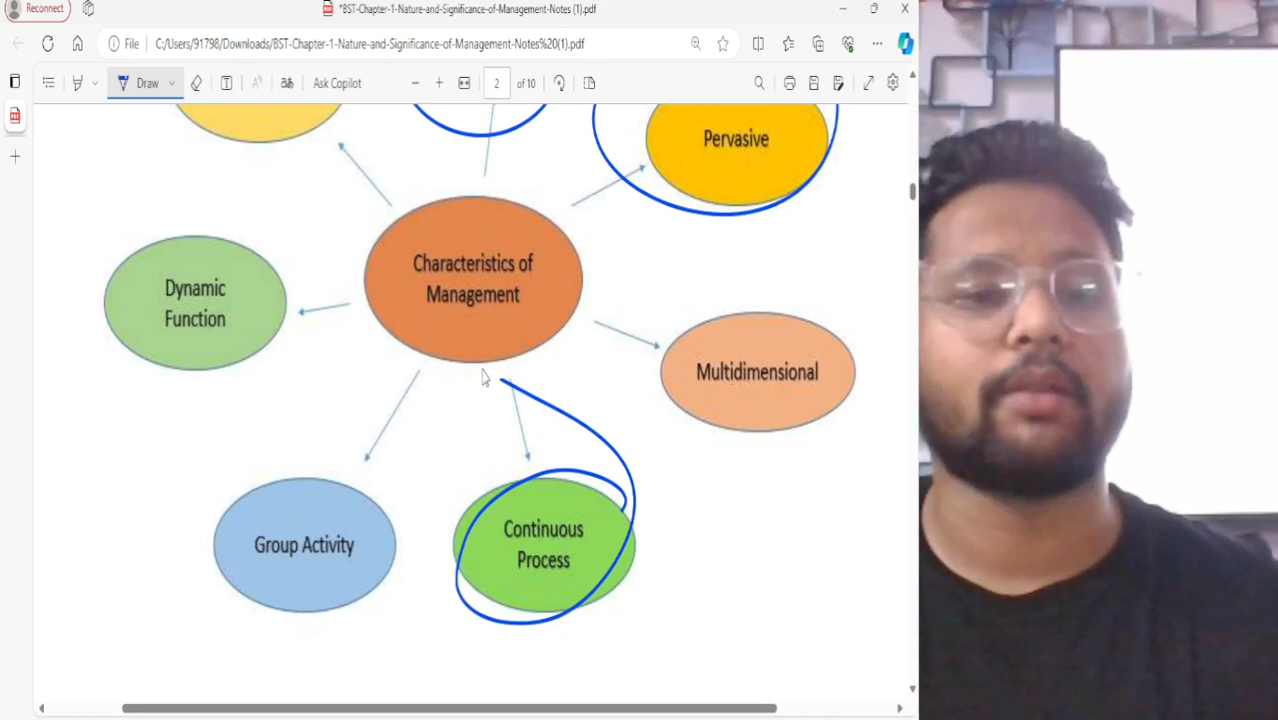 Reconnect
*BST-Chapter-1-Nature-and-Significance-of-Management-Notes (1).pdf
File
C:/Users/91798/Downloads/BST-Chapter-1-Nature-and-Significance-of-Management-Notes%20(1).pdf
Draw
Ask Copilot
2
of 10
Pervasive
Characteristics of
Management
Dynamic
Function
Multidimensional
Group Activity
Continuous
Process